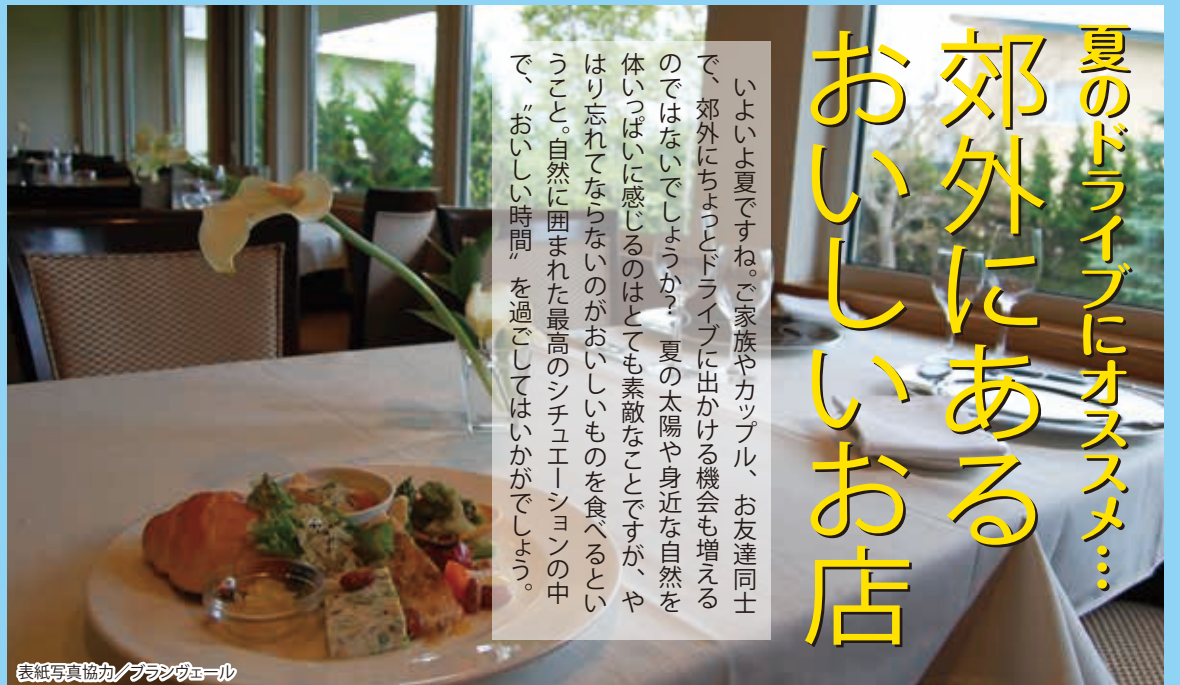 夏のドライブにオススメ…
郊外にある
おいしいお店
いよいよ夏ですね。ご家族やカップル、お友達同士
で、郊外にちょっとドライブに出かける機会も増える
のではないでしょうか？ 夏の太陽や身近な自然を
体いっぱいに感じるのはとても素敵なことですが、や
はり忘れてならないのがおいしいものを食べるとい
うこと。自然に囲まれた最高のシチュエーションの中
で、〝おいしい時間〟を過ごしてはいかがでしょう。
表紙写真協力／ブランヴェール